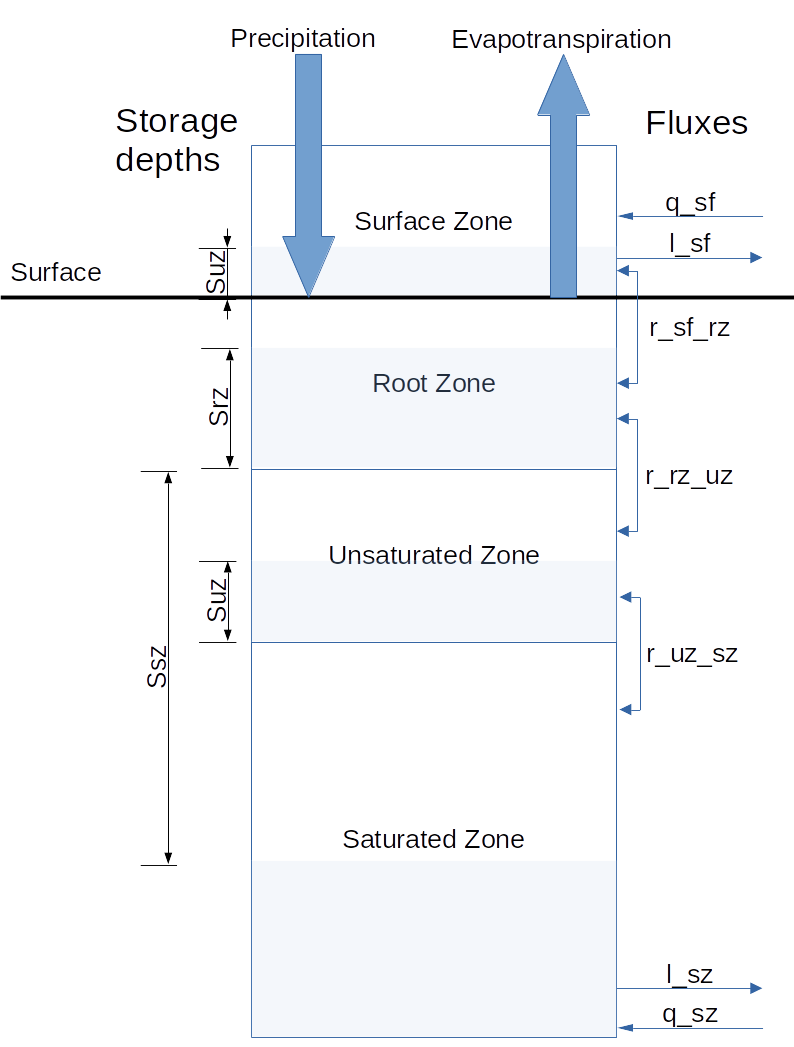 Precipitation
Evapotranspiration
Storage
depths
Fluxes
q_sf
Surface Zone
l_sf
Suz
Surface
r_sf_rz
Root Zone
Srz
r_rz_uz
Unsaturated Zone
Suz
r_uz_sz
Ssz
Saturated Zone
l_sz
q_sz